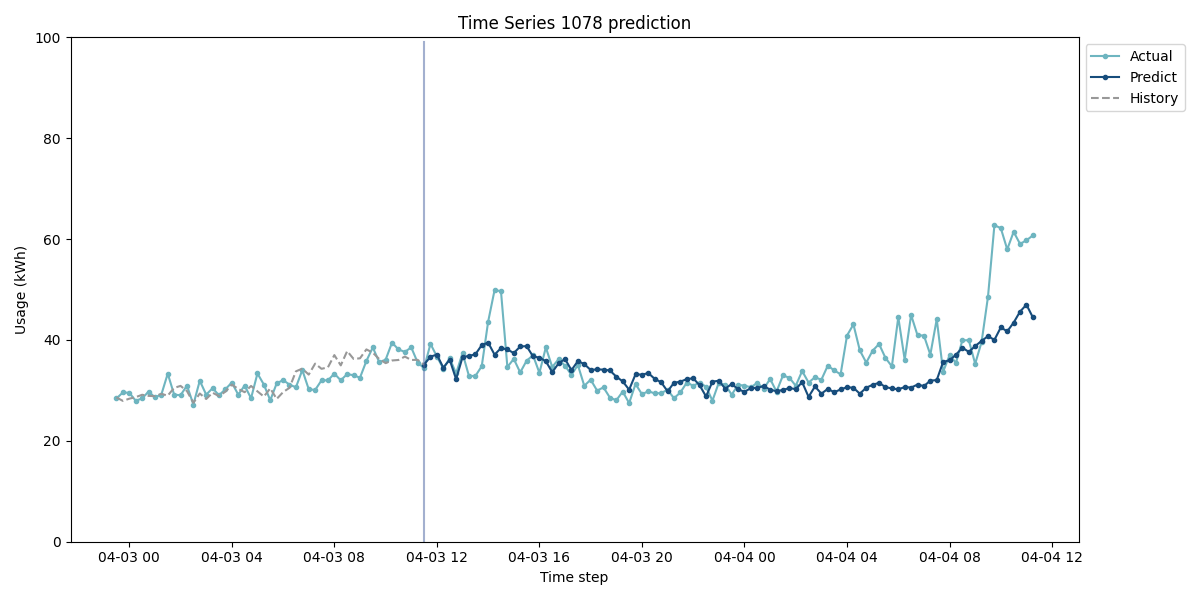 Time Series 1078 prediction
Usage (kWh)
100
80
60
40
20
0
04-03 00
04-03 04
04-03 08
04-03 12
04-03 16
04-03 20
04-04 00
04-04 04
04-04 08
04-04 12
Time step
Actual
Predict
History